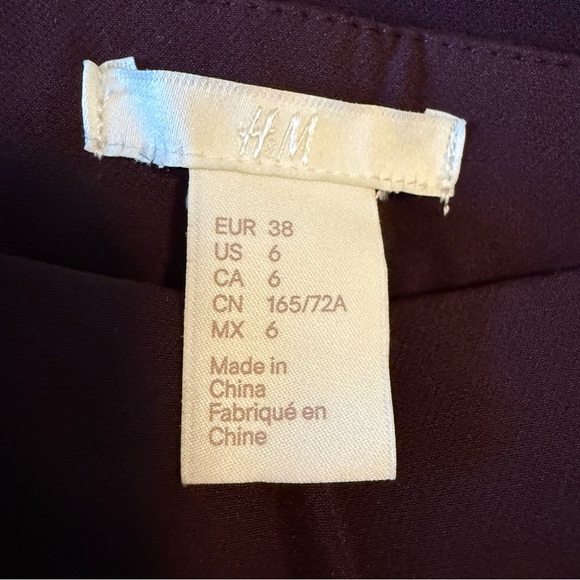 H&M
EUR 38
US 6
CA 6
CN 165/72A
MX 6
Made in
China
Fabriqué en
Chine